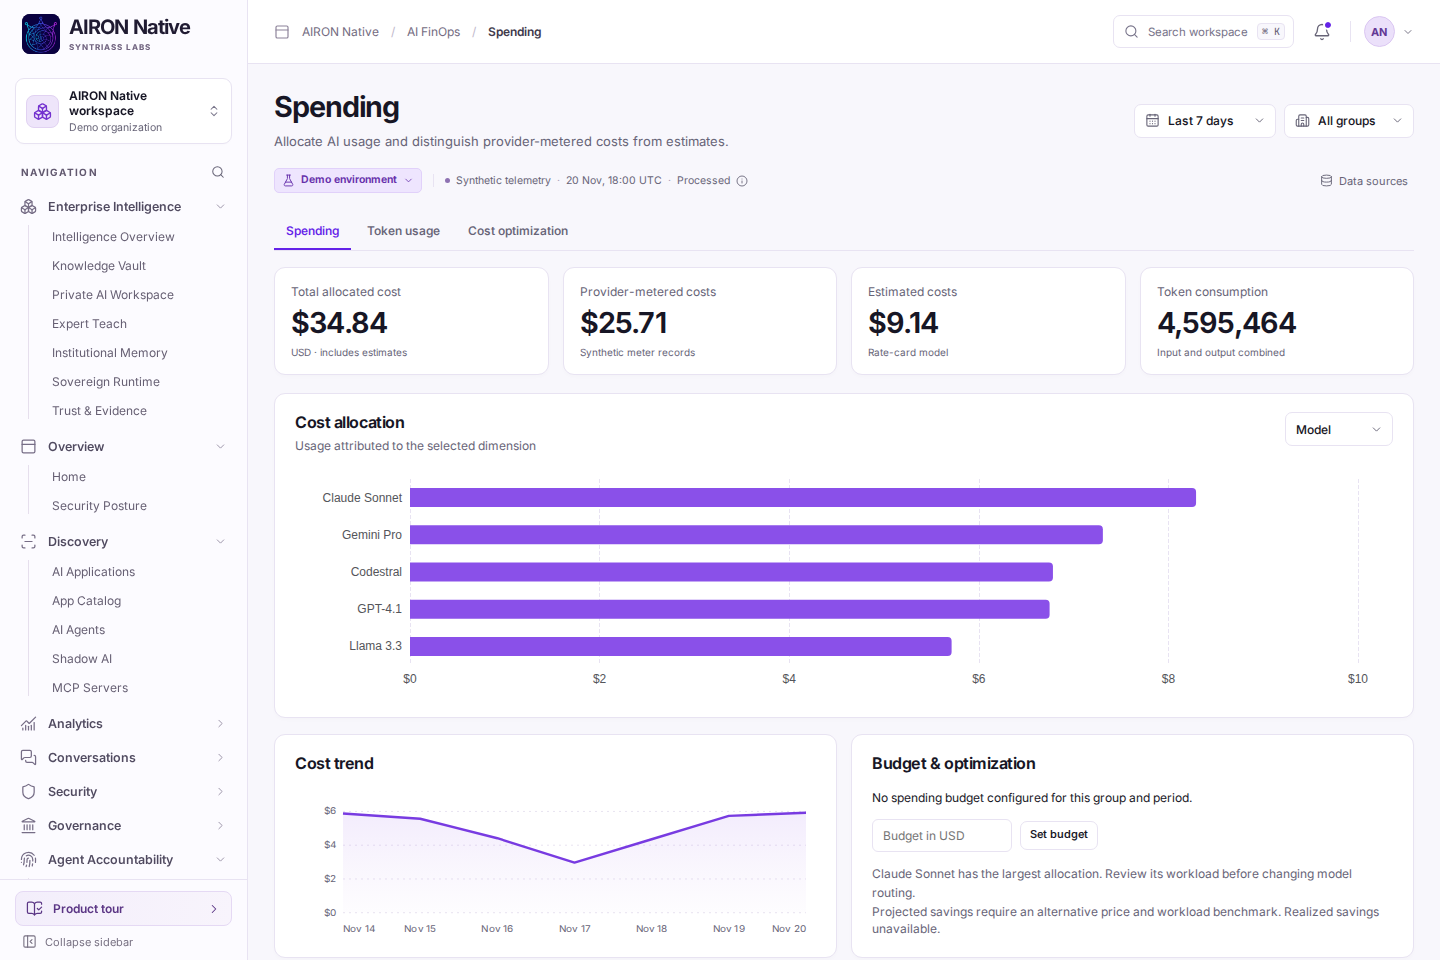 AIRON Native
SYNTRIASS LABS
AIRON Native
workspace
Demo organization
NAVIGATION
Enterprise Intelligence
Intelligence Overview
Knowledge Vault
Private AI Workspace
Expert Teach
Institutional Memory
Sovereign Runtime
Trust & Evidence
Overview
Home
Security Posture
Discovery
AI Applications
App Catalog
AI Agents
Shadow AI
MCP Servers
Analytics
Conversations
Security
Governance
Agent Accountability
Product tour
Collapse sidebar
AIRON Native / AI FinOps / Spending
Search workspace ⌘ K
AN
Spending
Allocate AI usage and distinguish provider-metered costs from estimates.
Last 7 days
All groups
Demo environment
Synthetic telemetry · 20 Nov, 18:00 UTC · Processed
Data sources
Spending Token usage Cost optimization
Total allocated cost
$34.84
USD · includes estimates
Provider-metered costs
$25.71
Synthetic meter records
Estimated costs
$9.14
Rate-card model
Token consumption
4,595,464
Input and output combined
Cost allocation
Usage attributed to the selected dimension
Model
Claude Sonnet
Gemini Pro
Codestral
GPT-4.1
Llama 3.3
$0 $2 $4 $6 $8 $10
Cost trend
$6
$4
$2
$0
Nov 14 Nov 15 Nov 16 Nov 17 Nov 18 Nov 19 Nov 20
Budget & optimization
No spending budget configured for this group and period.
Budget in USD
Set budget
Claude Sonnet has the largest allocation. Review its workload before changing model
routing.
Projected savings require an alternative price and workload benchmark. Realized savings
unavailable.